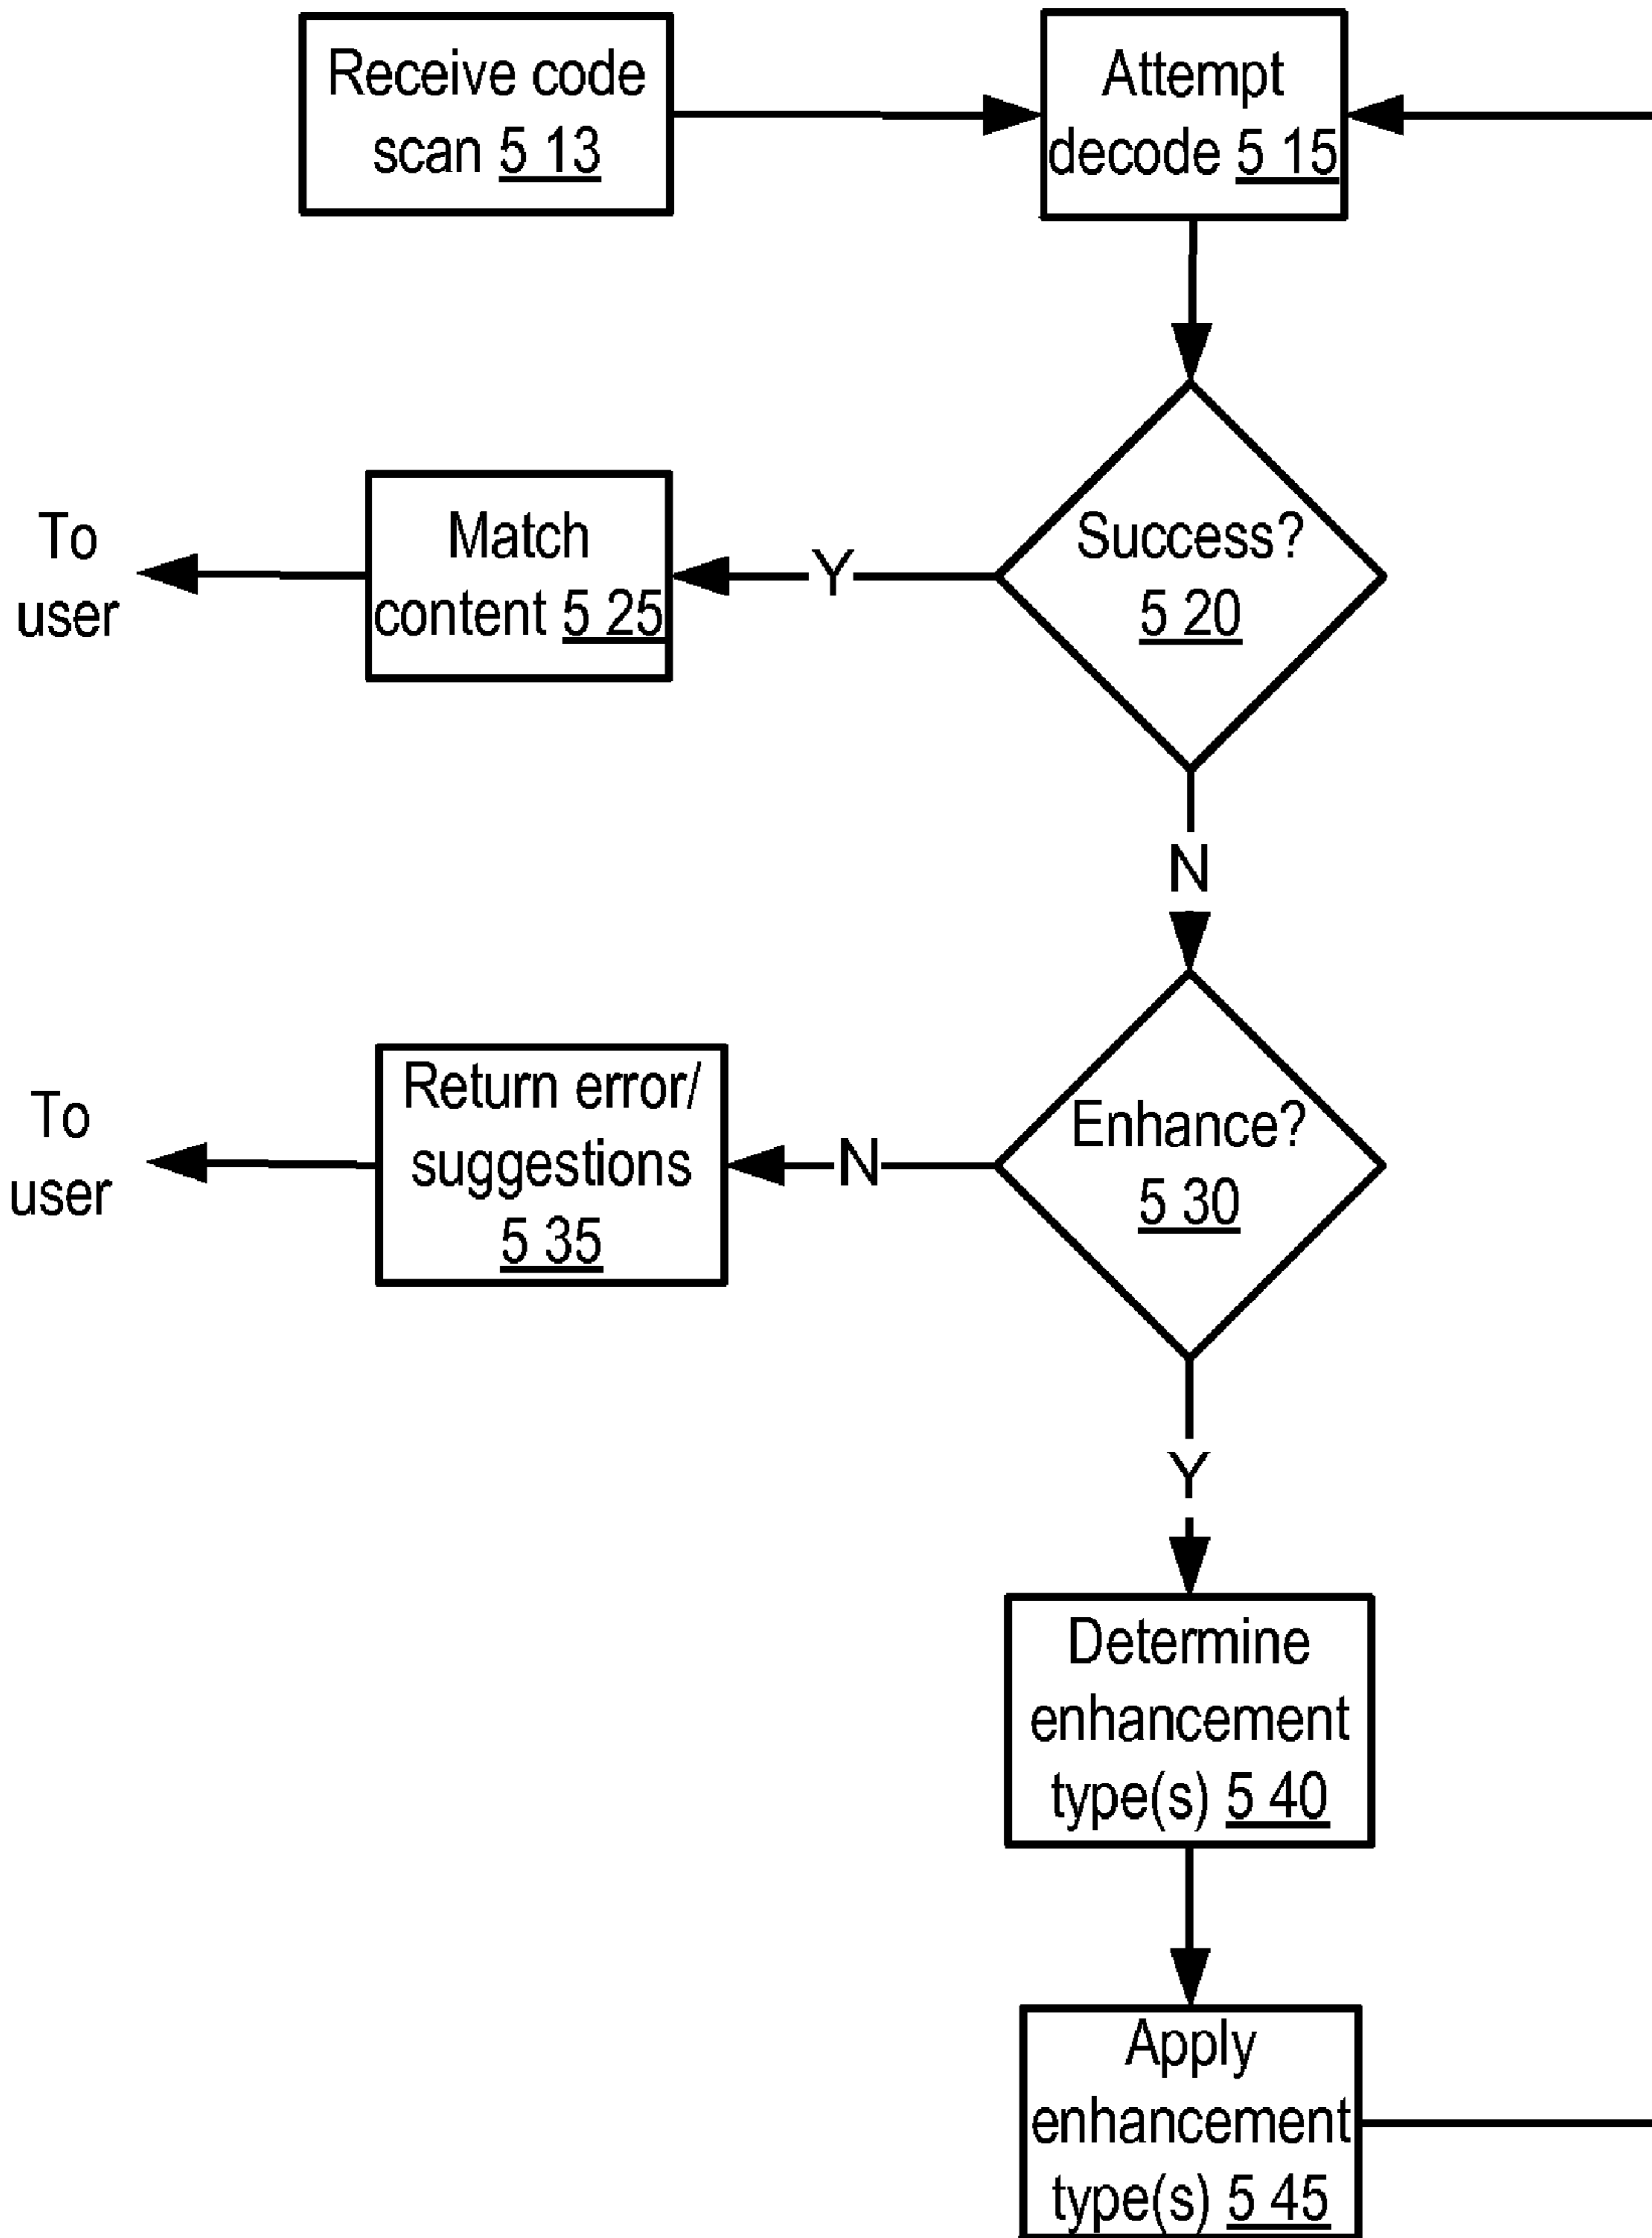 Receive code
scan 5 13
Attempt
decode 5 15
Success?
5 20
Y
Match
content 5 25
To
user
N
Enhance?
5 30
N
Return error/
suggestions
5 35
To
user
Y
Determine
enhancement
type(s) 5 40
Apply
enhancement
type(s) 5 45